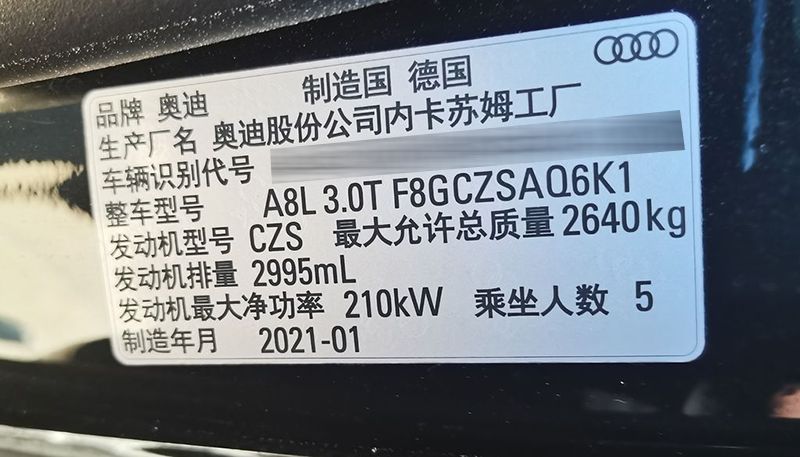 品牌 奥迪 制造国 德国
生产厂名 奥迪股份公司内卡苏姆工厂
车辆识别代号
整车型号 A8L 3.0T F8GCZSAQ6K1
发动机型号 CZS 最大允许总质量 2640kg
发动机排量 2995mL
发动机最大净功率 210kW 乘坐人数 5
制造年月 2021-01